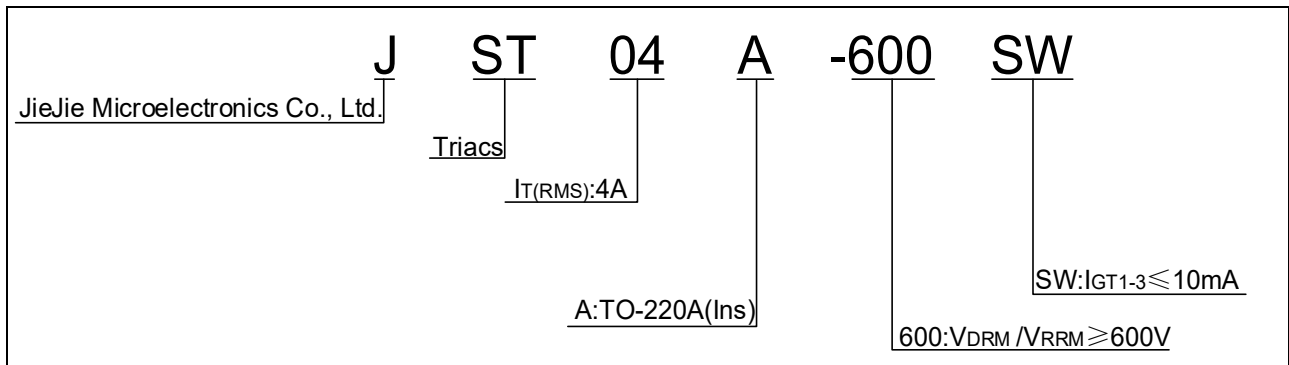 J ST 04 A -600 SW
JieJie Microelectronics Co., Ltd.
Triacs
IT(RMS):4A
SW:IGT1-3≤10mA
A:TO-220A(Ins)
600:VDRM /VRRM≥600V